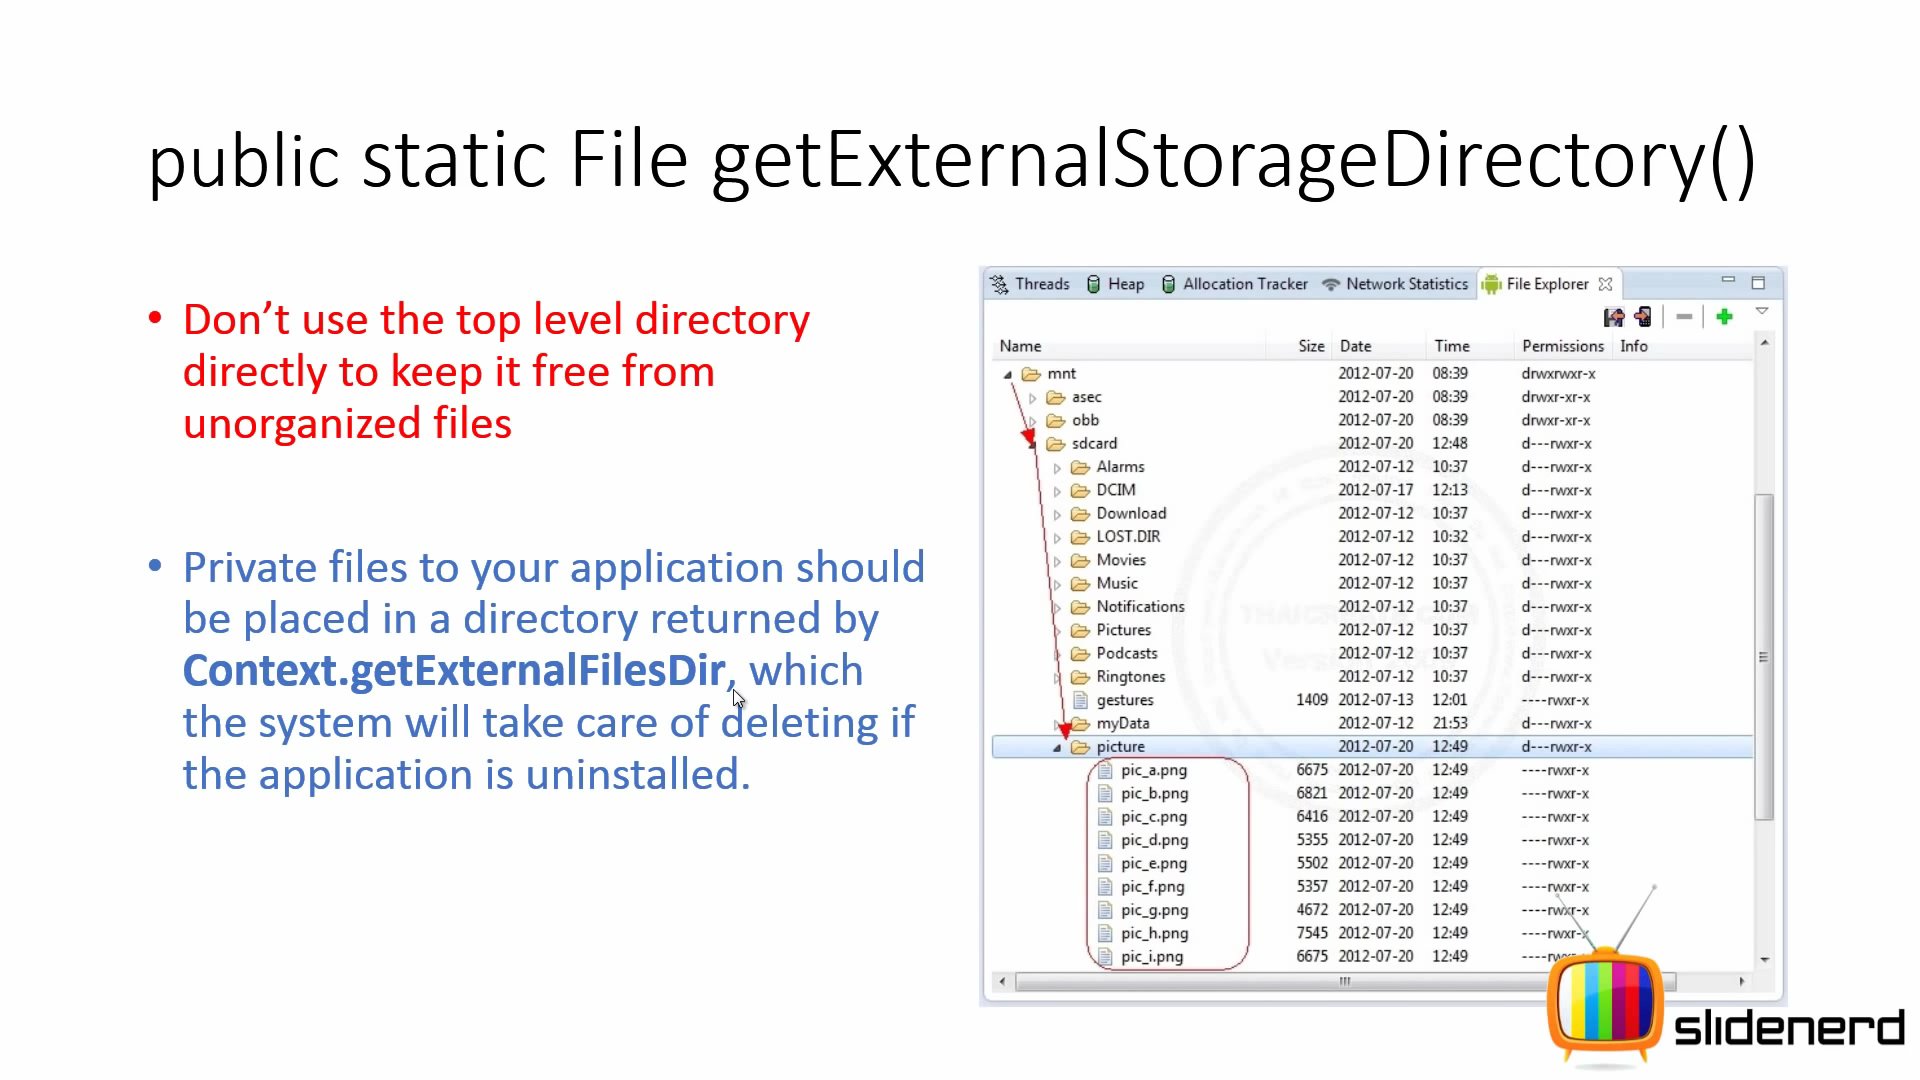 public static File getExternalStorageDirectory()
• Don’t use the top level directory
directly to keep it free from
unorganized files
• Private files to your application should
be placed in a directory returned by
Context.getExternalFilesDir, which
the system will take care of deleting if
the application is uninstalled.
Threads Heap Allocation Tracker Network Statistics File Explorer
Name Size Date Time Permissions Info
mnt 2012-07-20 08:39 drwxrwxr-x
asec 2012-07-20 08:39 drwxr-xr-x
obb 2012-07-20 08:39 drwxr-xr-x
sdcard 2012-07-20 12:48 d---rwxr-x
Alarms 2012-07-12 10:37 d---rwxr-x
DCIM 2012-07-17 12:13 d---rwxr-x
Download 2012-07-12 10:37 d---rwxr-x
LOST.DIR 2012-07-12 10:32 d---rwxr-x
Movies 2012-07-12 10:37 d---rwxr-x
Music 2012-07-12 10:37 d---rwxr-x
Notifications 2012-07-12 10:37 d---rwxr-x
Pictures 2012-07-12 10:37 d---rwxr-x
Podcasts 2012-07-12 10:37 d---rwxr-x
Ringtones 2012-07-12 10:37 d---rwxr-x
gestures 1409 2012-07-13 12:01 ----rwxr-x
myData 2012-07-12 21:53 d---rwxr-x
picture 2012-07-20 12:49 d---rwxr-x
pic_a.png 6675 2012-07-20 12:49 ----rwxr-x
pic_b.png 6821 2012-07-20 12:49 ----rwxr-x
pic_c.png 6416 2012-07-20 12:49 ----rwxr-x
pic_d.png 5355 2012-07-20 12:49 ----rwxr-x
pic_e.png 5502 2012-07-20 12:49 ----rwxr-x
pic_f.png 5357 2012-07-20 12:49 ----rwxr-x
pic_g.png 4672 2012-07-20 12:49 ----rwxr-x
pic_h.png 7545 2012-07-20 12:49 ----rwxr-x
pic_i.png 6675 2012-07-20 12:49
slidenerd